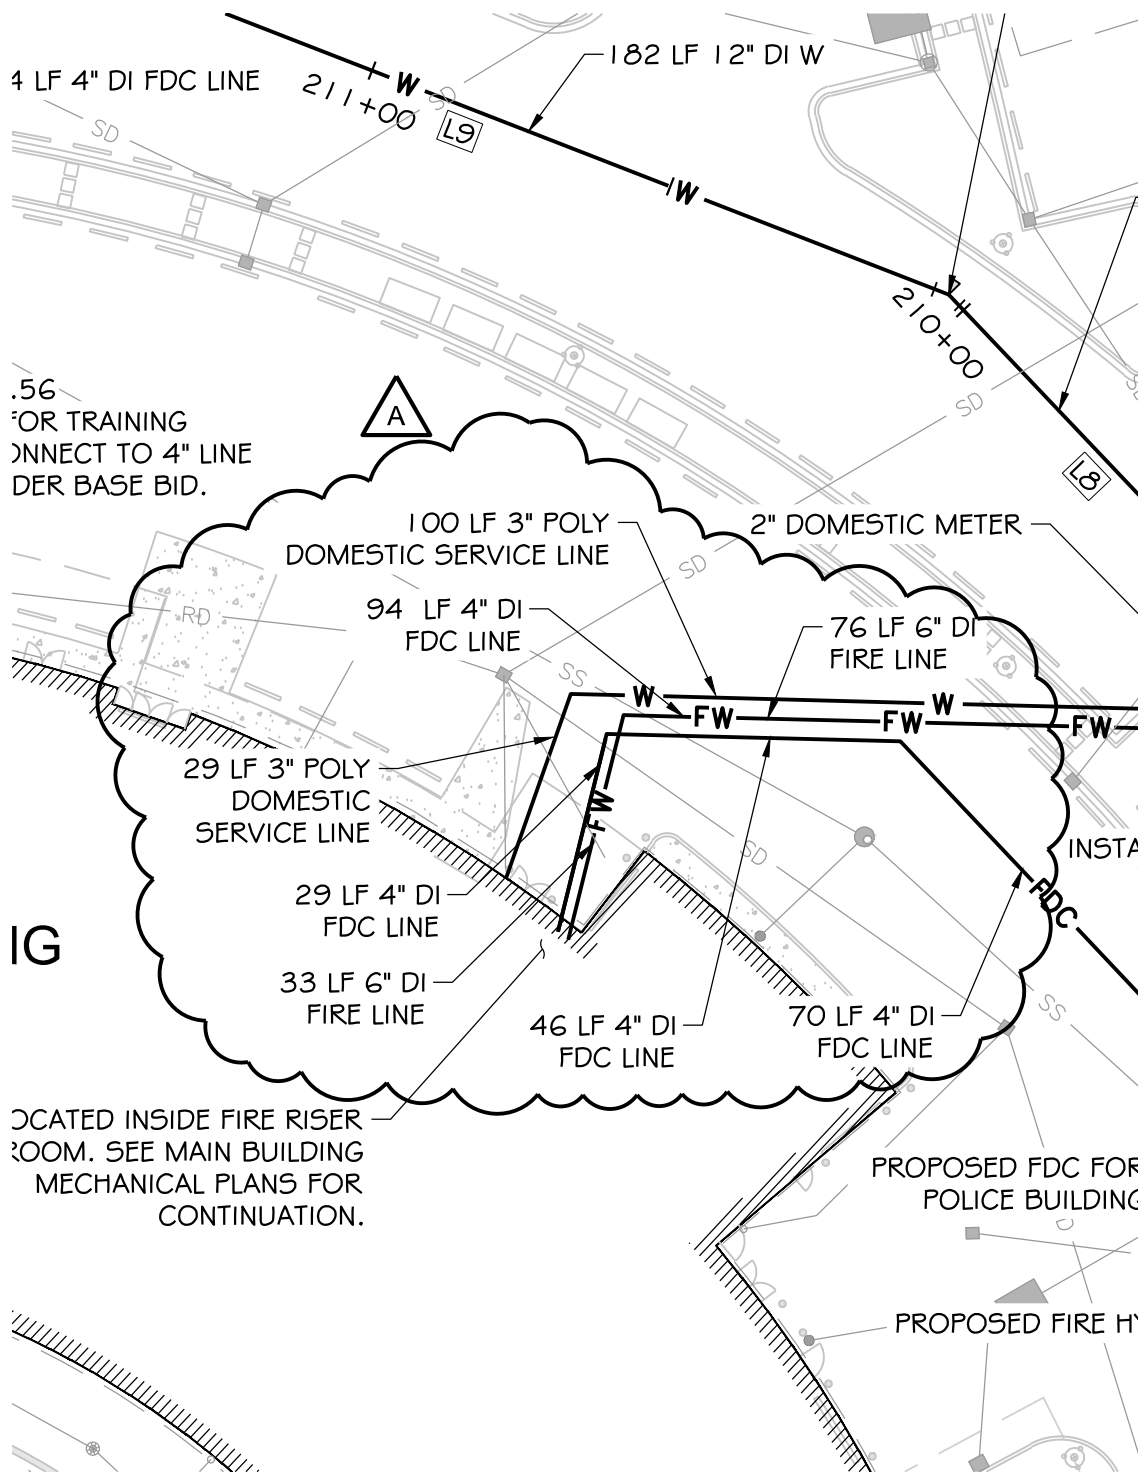 182 LF 12" DI W
4 LF 4" DI FDC LINE
W
211+00
SD
L9
SD
W
210+00
.56
FOR TRAINING
ONNECT TO 4" LINE
DER BASE BID.
A
SD
L8
100 LF 3" POLY
DOMESTIC SERVICE LINE
2" DOMESTIC METER
SD
RD
94 LF 4" DI
FDC LINE
76 LF 6" DI
FIRE LINE
SS
W
W
FW
FW
FW
29 LF 3" POLY
DOMESTIC
SERVICE LINE
FW
SD
INSTA
29 LF 4" DI
FDC LINE
FDC
IG
33 LF 6" DI
FIRE LINE
46 LF 4" DI
FDC LINE
70 LF 4" DI
FDC LINE
SS
OCATED INSIDE FIRE RISER
ROOM. SEE MAIN BUILDING
MECHANICAL PLANS FOR
CONTINUATION.
PROPOSED FDC FOR
POLICE BUILDING
D
PROPOSED FIRE HY